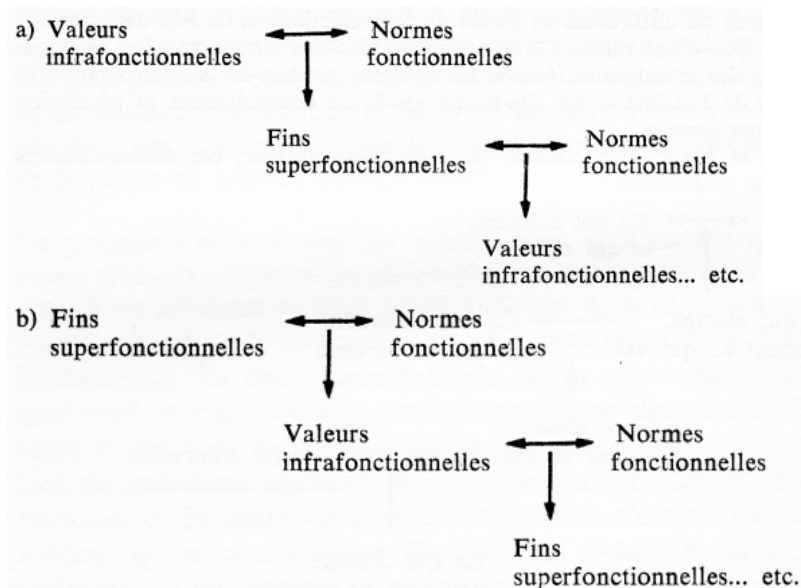 a) Valeurs Normes
infrafonctionnelles fonctionnelles
Fins Normes
superfonctionnelles fonctionnelles
Valeurs
infrafonctionnelles... etc.
b) Fins Normes
superfonctionnelles fonctionnelles
Valeurs Normes
infrafonctionnelles fonctionnelles
Fins
superfonctionnelles... etc.